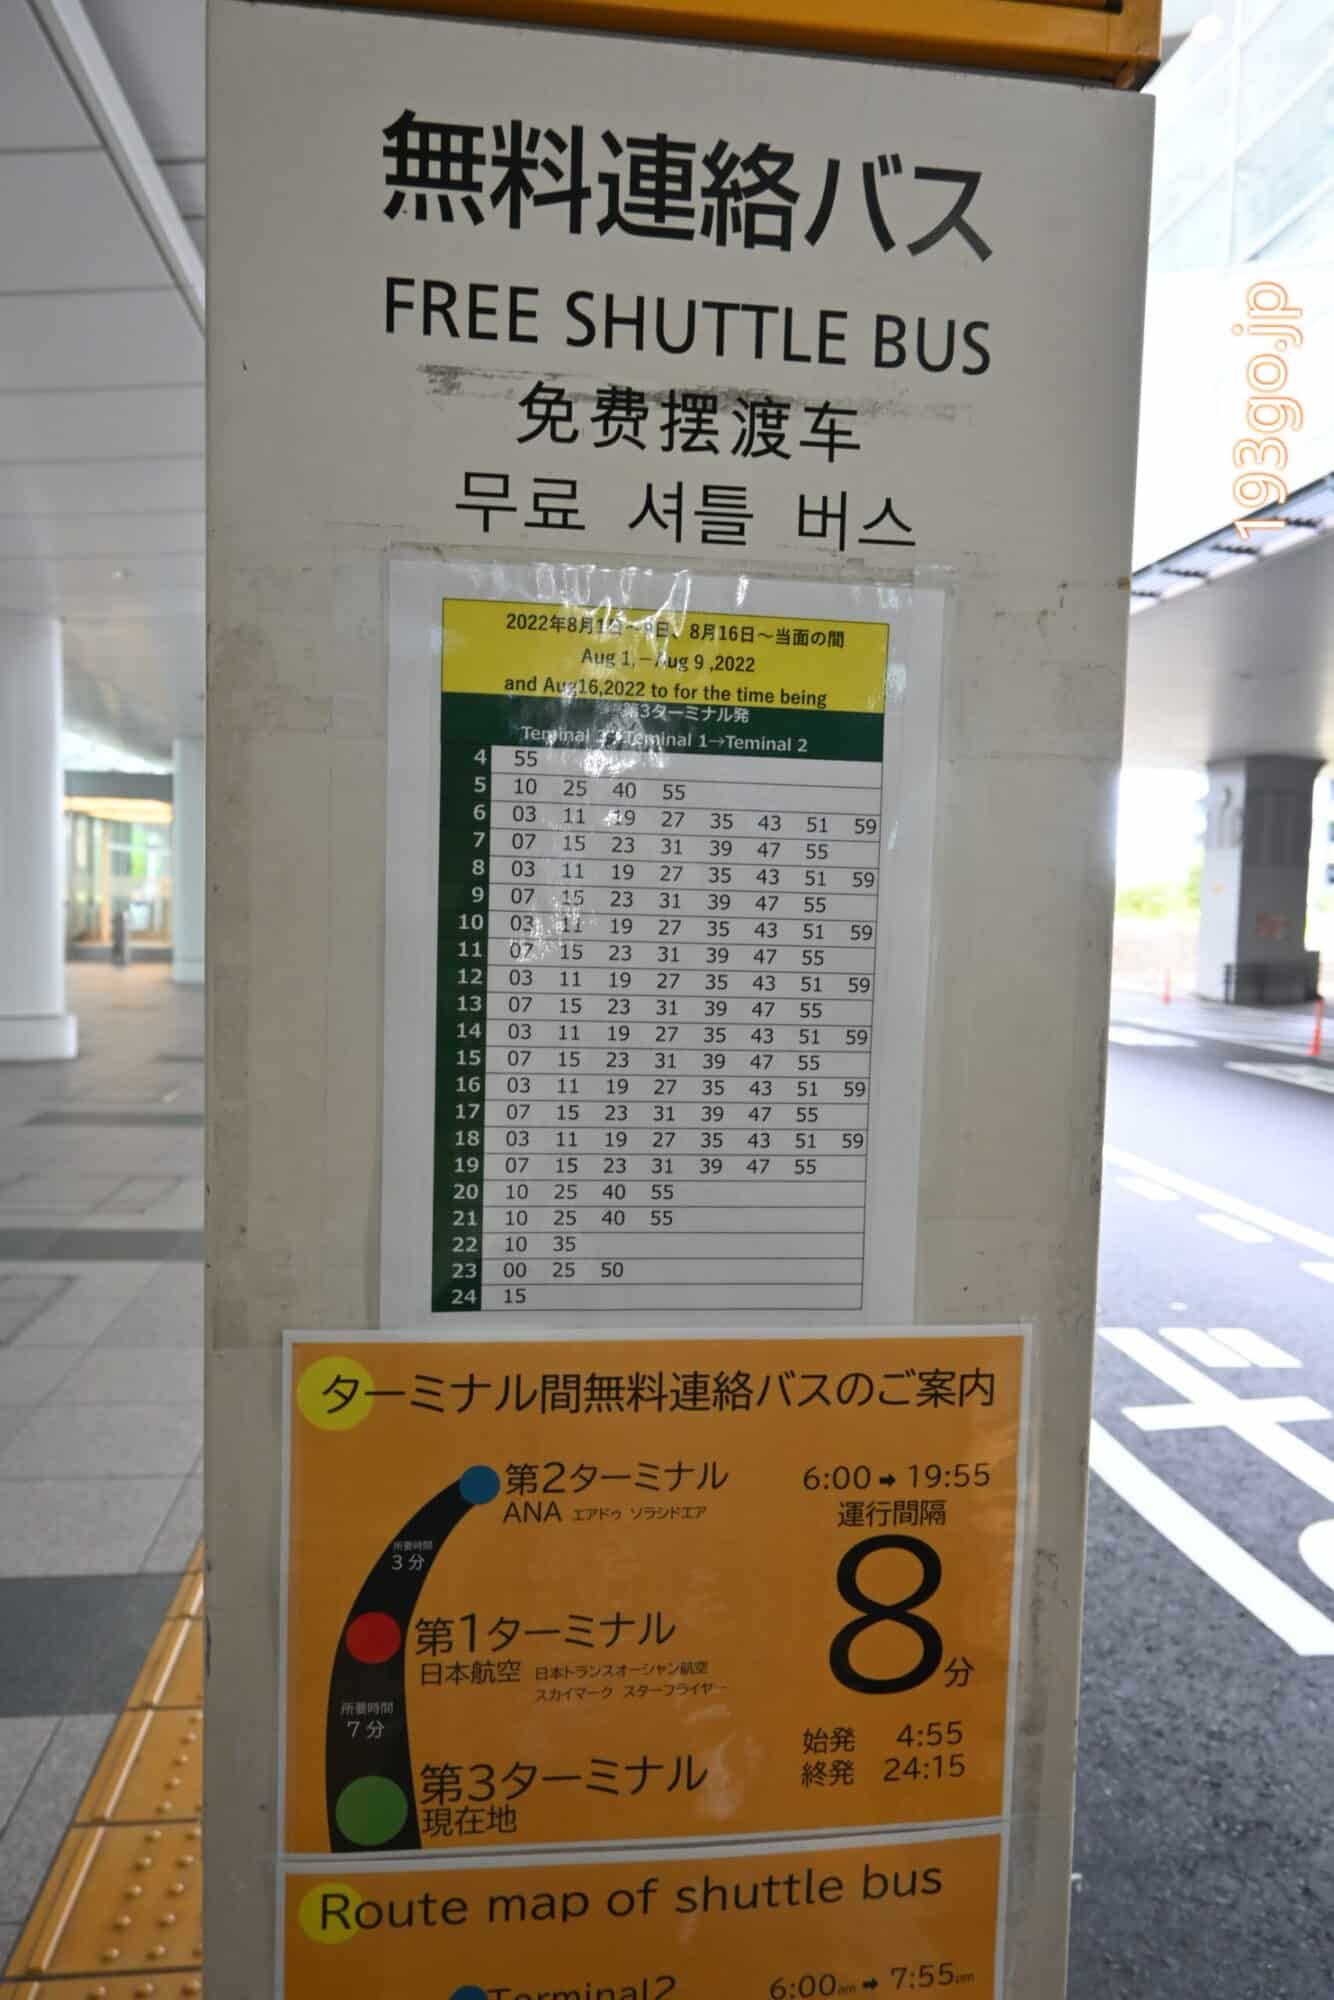 無料連絡バス
FREE SHUTTLE BUS
免费摆渡车
무료 셔틀 버스
193go.jp
2022年8月1日～9日、8月16日～当面の間
Aug 1,－Aug 9 ,2022
and Aug16,2022 to for the time being
第3ターミナル発
Teminal 3→Teminal 1→Teminal 2
4 55
5 10 25 40 55
6 03 11 19 27 35 43 51 59
7 07 15 23 31 39 47 55
8 03 11 19 27 35 43 51 59
9 07 15 23 31 39 47 55
10 03 11 19 27 35 43 51 59
11 07 15 23 31 39 47 55
12 03 11 19 27 35 43 51 59
13 07 15 23 31 39 47 55
14 03 11 19 27 35 43 51 59
15 07 15 23 31 39 47 55
16 03 11 19 27 35 43 51 59
17 07 15 23 31 39 47 55
18 03 11 19 27 35 43 51 59
19 07 15 23 31 39 47 55
20 10 25 40 55
21 10 25 40 55
22 10 35
23 00 25 50
24 15
ターミナル間無料連絡バスのご案内
第2ターミナル
ANA エアドゥ ソラシドエア
所要時間
3分
第1ターミナル
日本航空 日本トランスオーシャン航空
スカイマーク スターフライヤー
所要時間
7分
第3ターミナル
現在地
6:00➡19:55
運行間隔
8分
始発 4:55
終発 24:15
Route map of shuttle bus
Terminal2
6:00am➡7:55pm